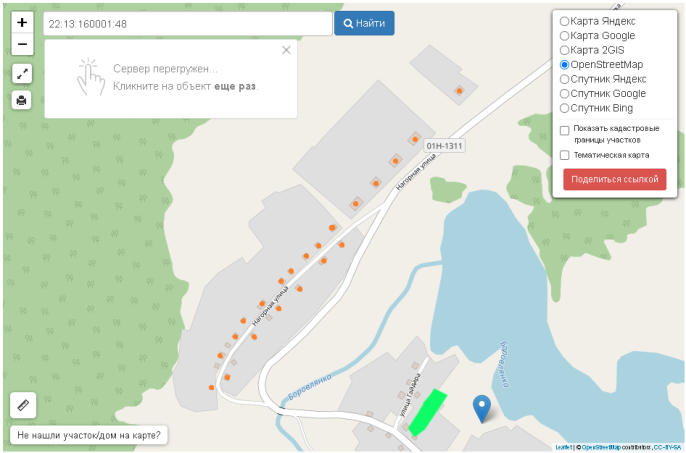 +
22:13:160001:48
Найти
−
Сервер перегружен...
Кликните на объект еще раз.
Карта Яндекс
Карта Google
Карта 2GIS
OpenStreetMap
Спутник Яндекс
Спутник Google
Спутник Bing
Показать кадастровые
границы участков
Тематическая карта
Поделиться ссылкой
01Н-1311
Нагорная улица
Нагорная улица
Боровлянко
Боровлянко
улица Гайдара
Не нашли участок/дом на карте?
Leaflet | © OpenStreetMap contributors, CC-BY-SA